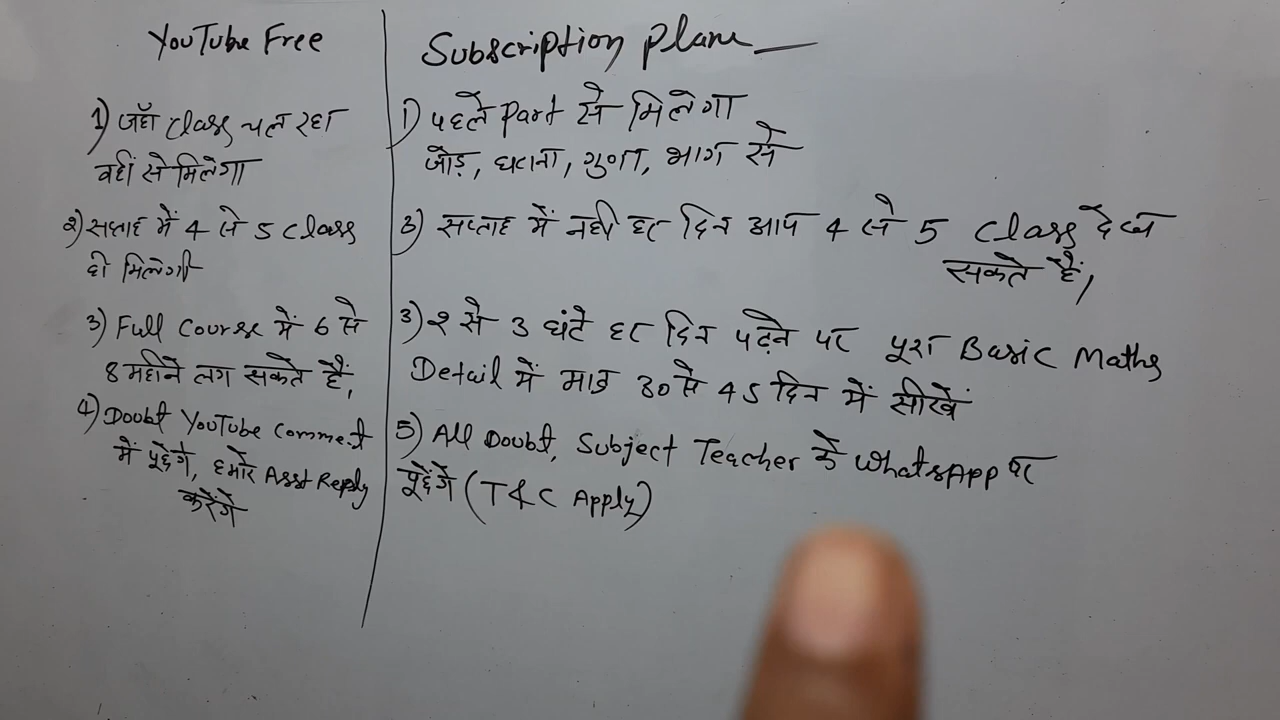 YouTube Free
1) जहाँ class चल रहा
वहीं से मिलेगा
2) सप्ताह में 4 से 5 class
ही मिलेगी
3) Full Course में 6 से
8 महीने लग सकते हैं,
4) Doubt YouTube Comment
में पूछेंगे, हमारे Asst Reply
करेंगे
Subscription Plan
1) पहले Part से मिलेगा
जोड़, घटाना, गुणा, भाग से
2) सप्ताह में नहीं हर दिन आप 4 से 5 class देख
सकते हैं,
3) 2 से 3 घंटे हर दिन पढ़ने पर पूरा Basic Maths
Detail में मात्र 30 से 45 दिन में सीखें
5) All Doubt, Subject Teacher के WhatsApp पर
पूछेंगे (T & C Apply)